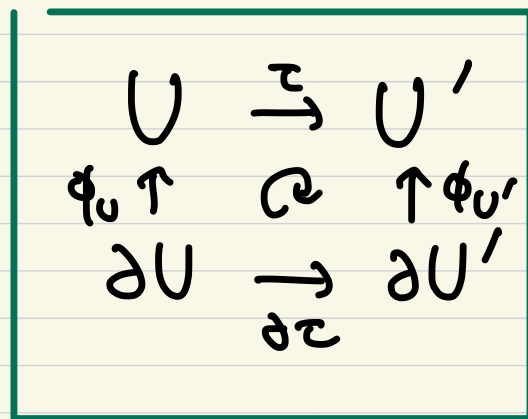 τ
U → U′
ϕ_U ↑ ↻ ↑ ϕ_U′
∂U → ∂U′
∂τ